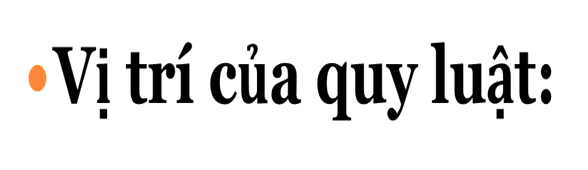 •Vị trí của quy luật: